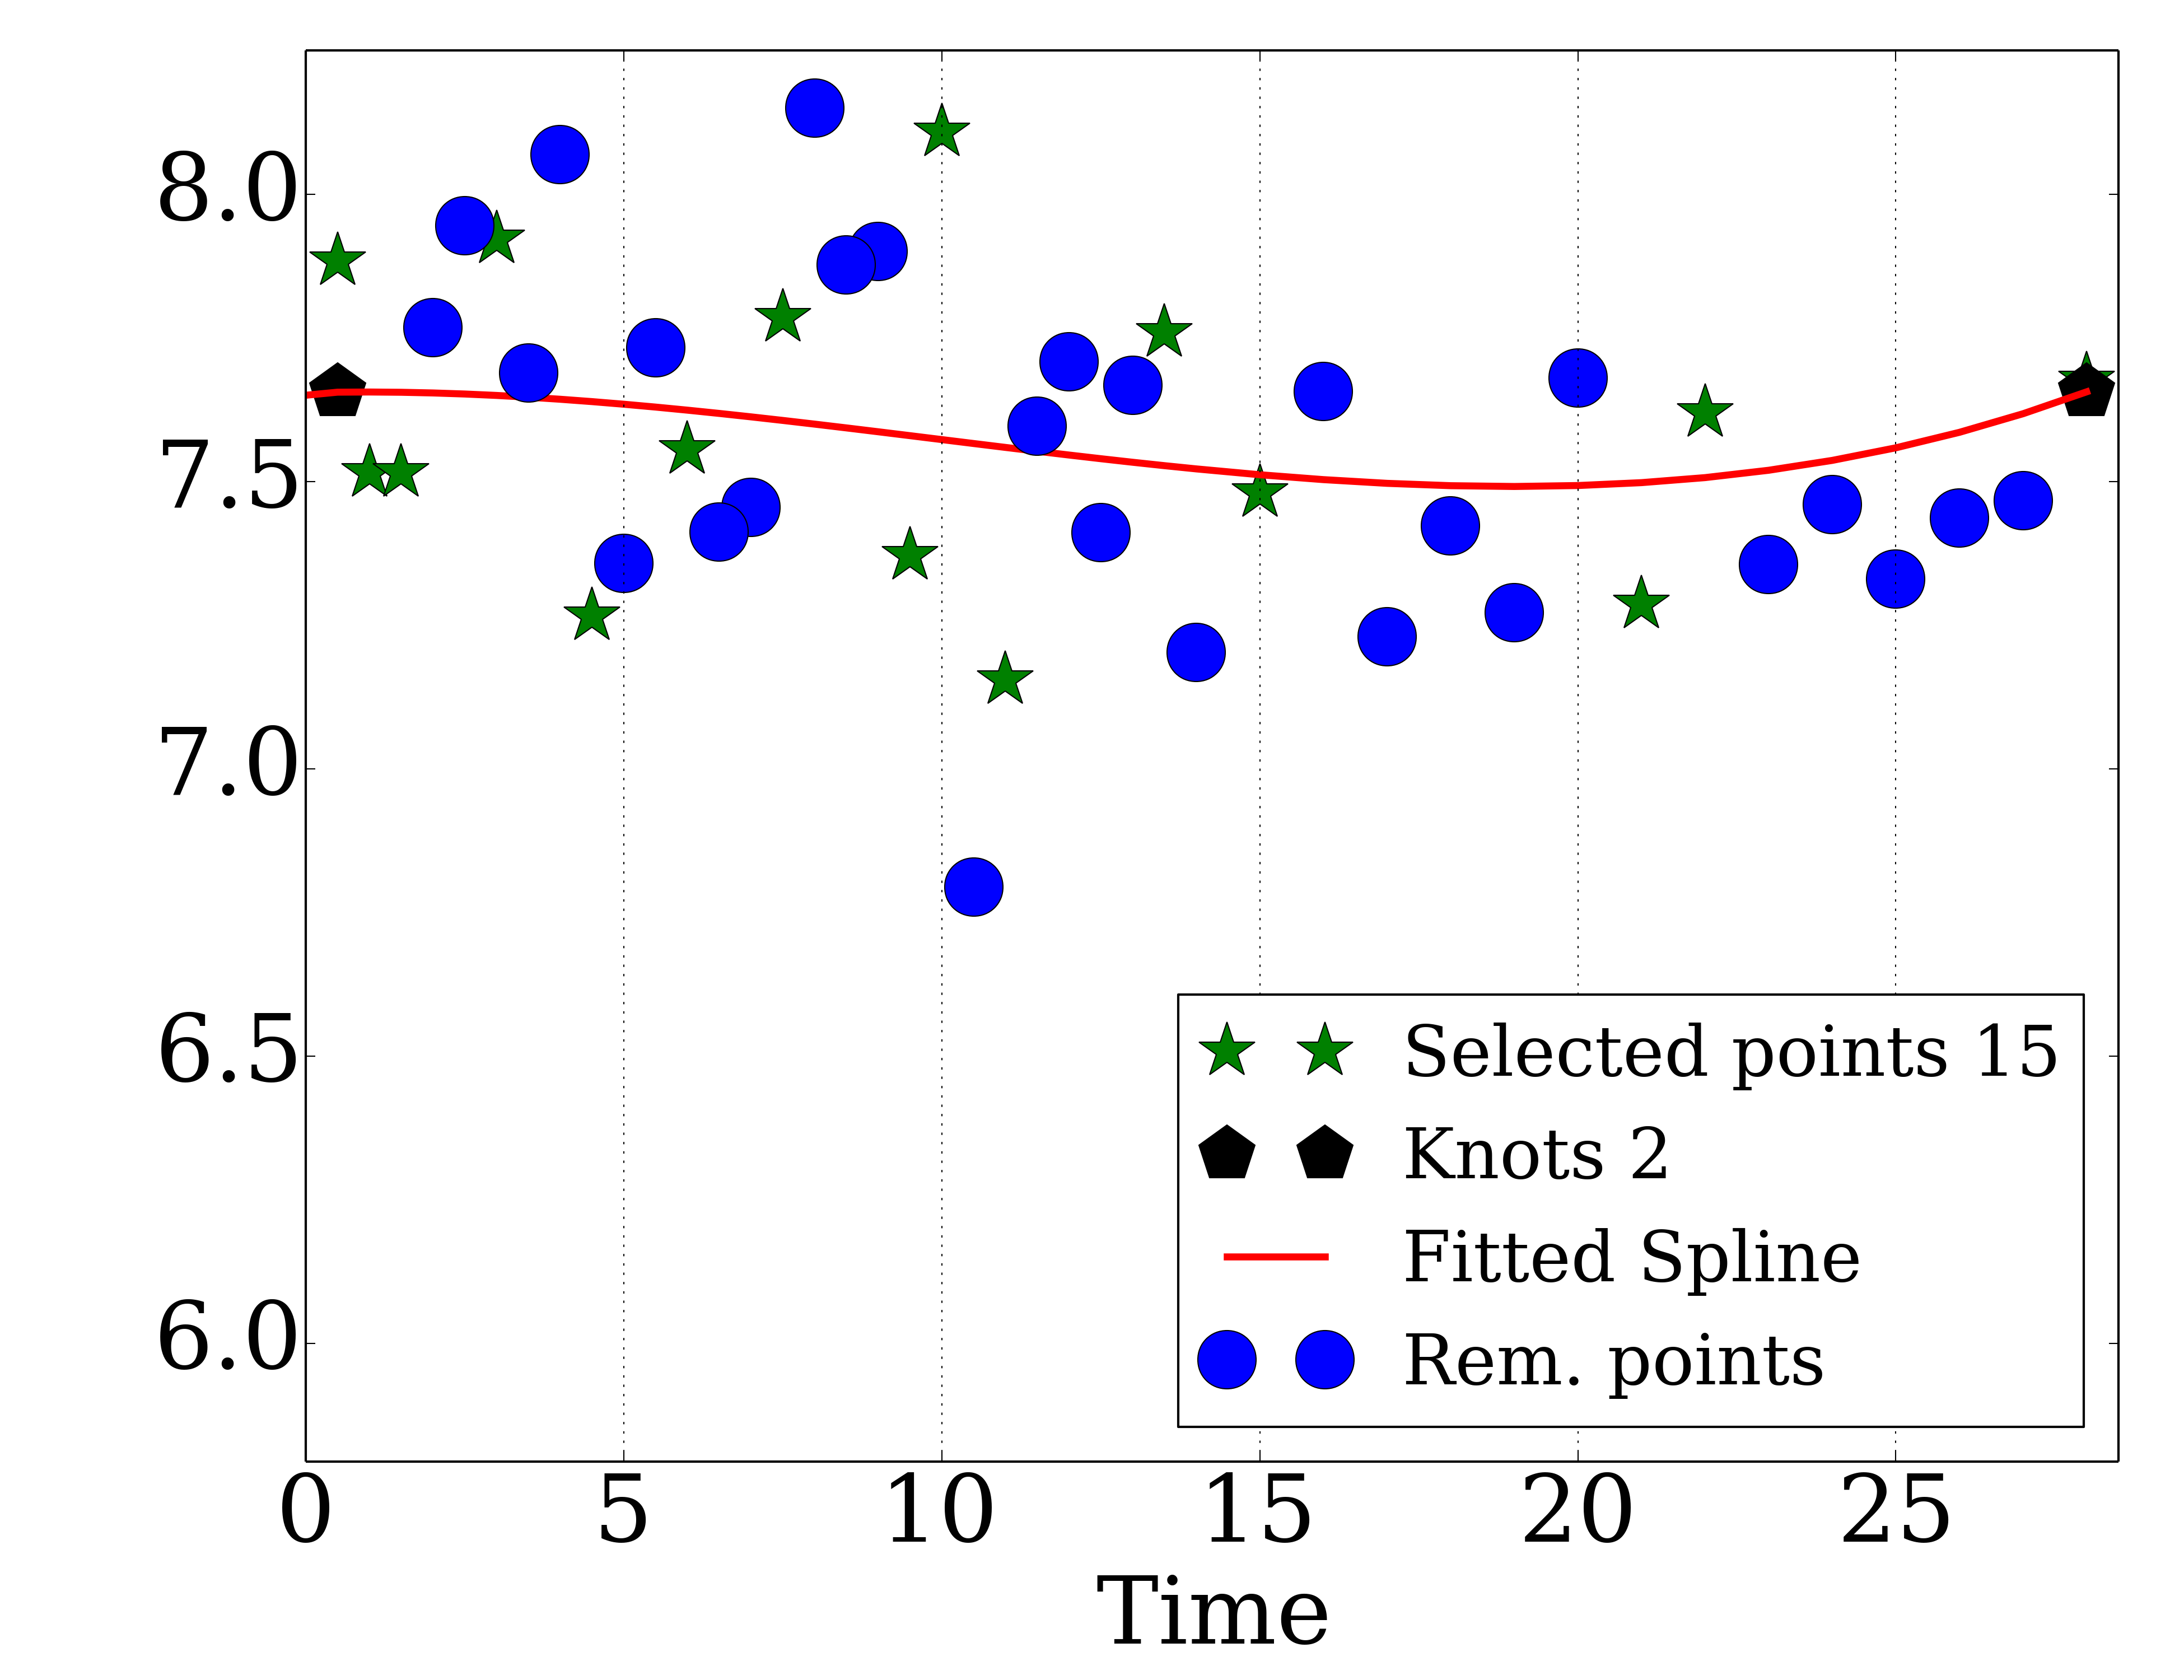 8.0
7.5
7.0
6.5
6.0
Selected points 15
Knots 2
Fitted Spline
Rem. points
0 5 10 15 20 25
Time